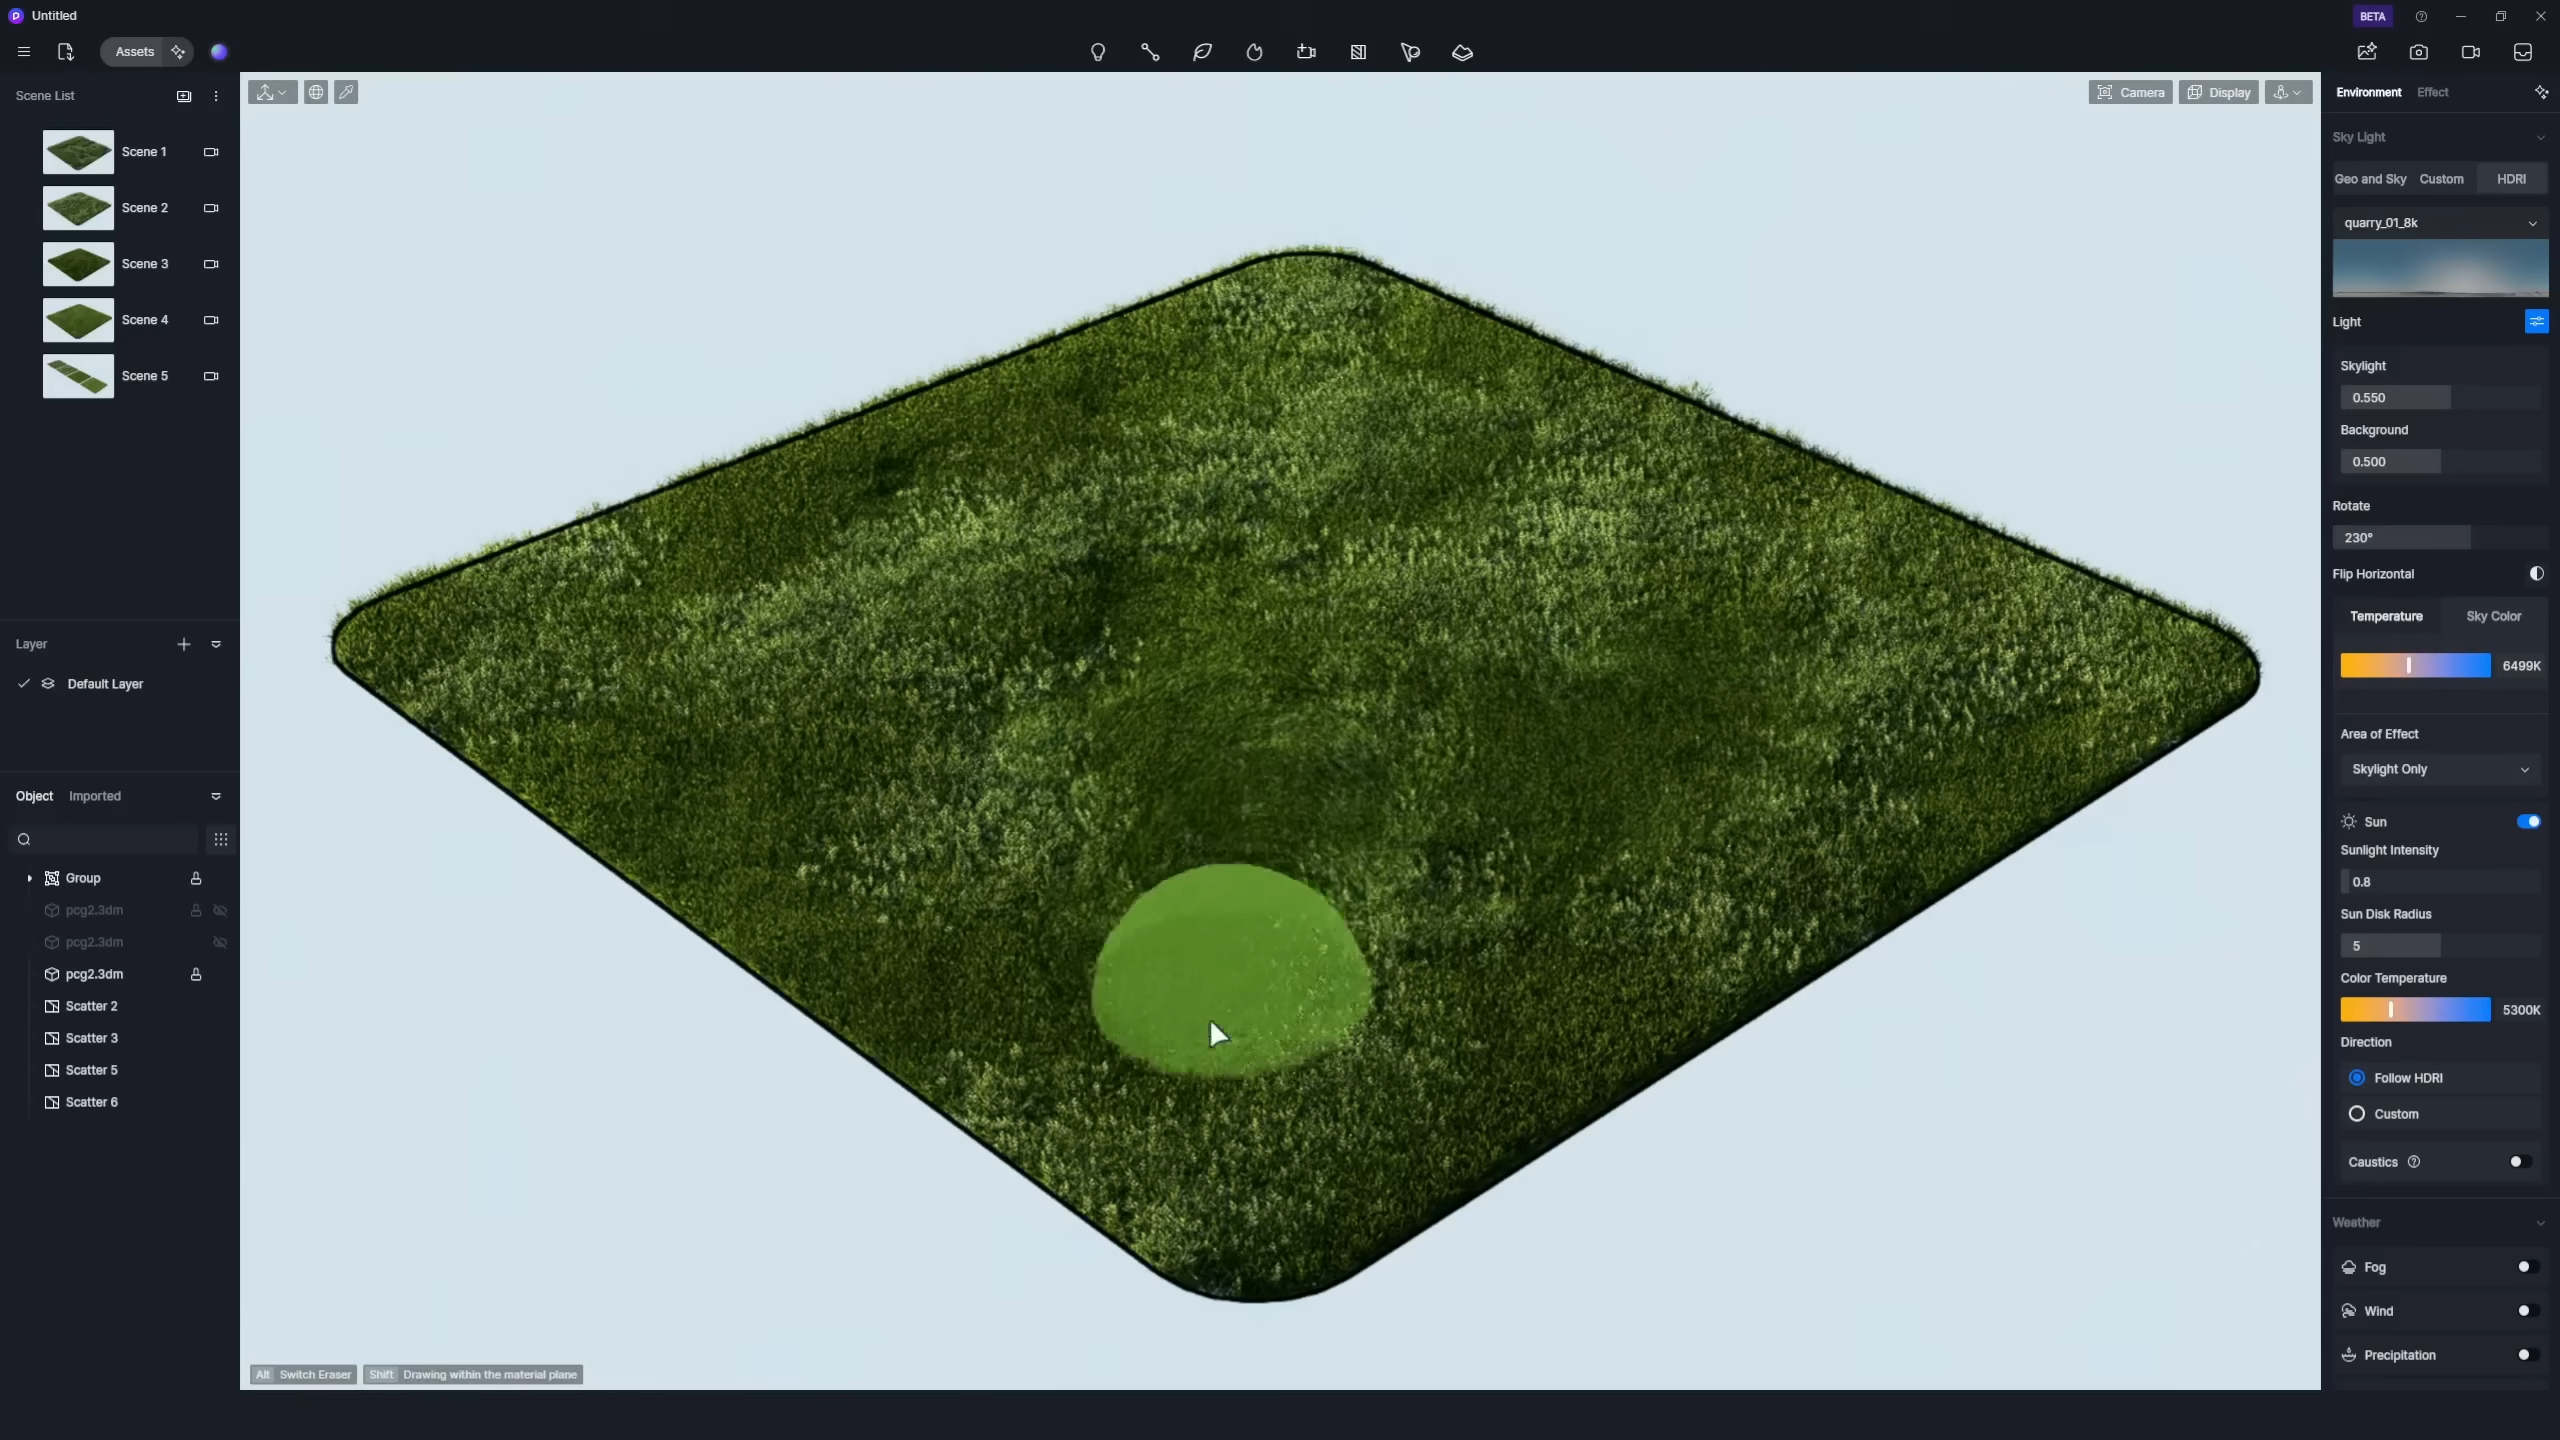 Untitled
BETA
Assets
Scene List
Camera
Display
Environment
Effect
Scene 1
Scene 2
Scene 3
Scene 4
Scene 5
Sky Light
Geo and Sky
Custom
HDRI
quarry_01_8k
Light
Skylight
0.550
Background
0.500
Rotate
230°
Flip Horizontal
Temperature
Sky Color
6499K
Area of Effect
Skylight Only
Sun
Sunlight Intensity
0.8
Sun Disk Radius
5
Color Temperature
5300K
Direction
Follow HDRI
Custom
Caustics
Weather
Fog
Wind
Precipitation
Layer
Default Layer
Object
Imported
Group
pcg2.3dm
pcg2.3dm
pcg2.3dm
Scatter 2
Scatter 3
Scatter 5
Scatter 6
Alt Switch Eraser
Shift Drawing within the material plane